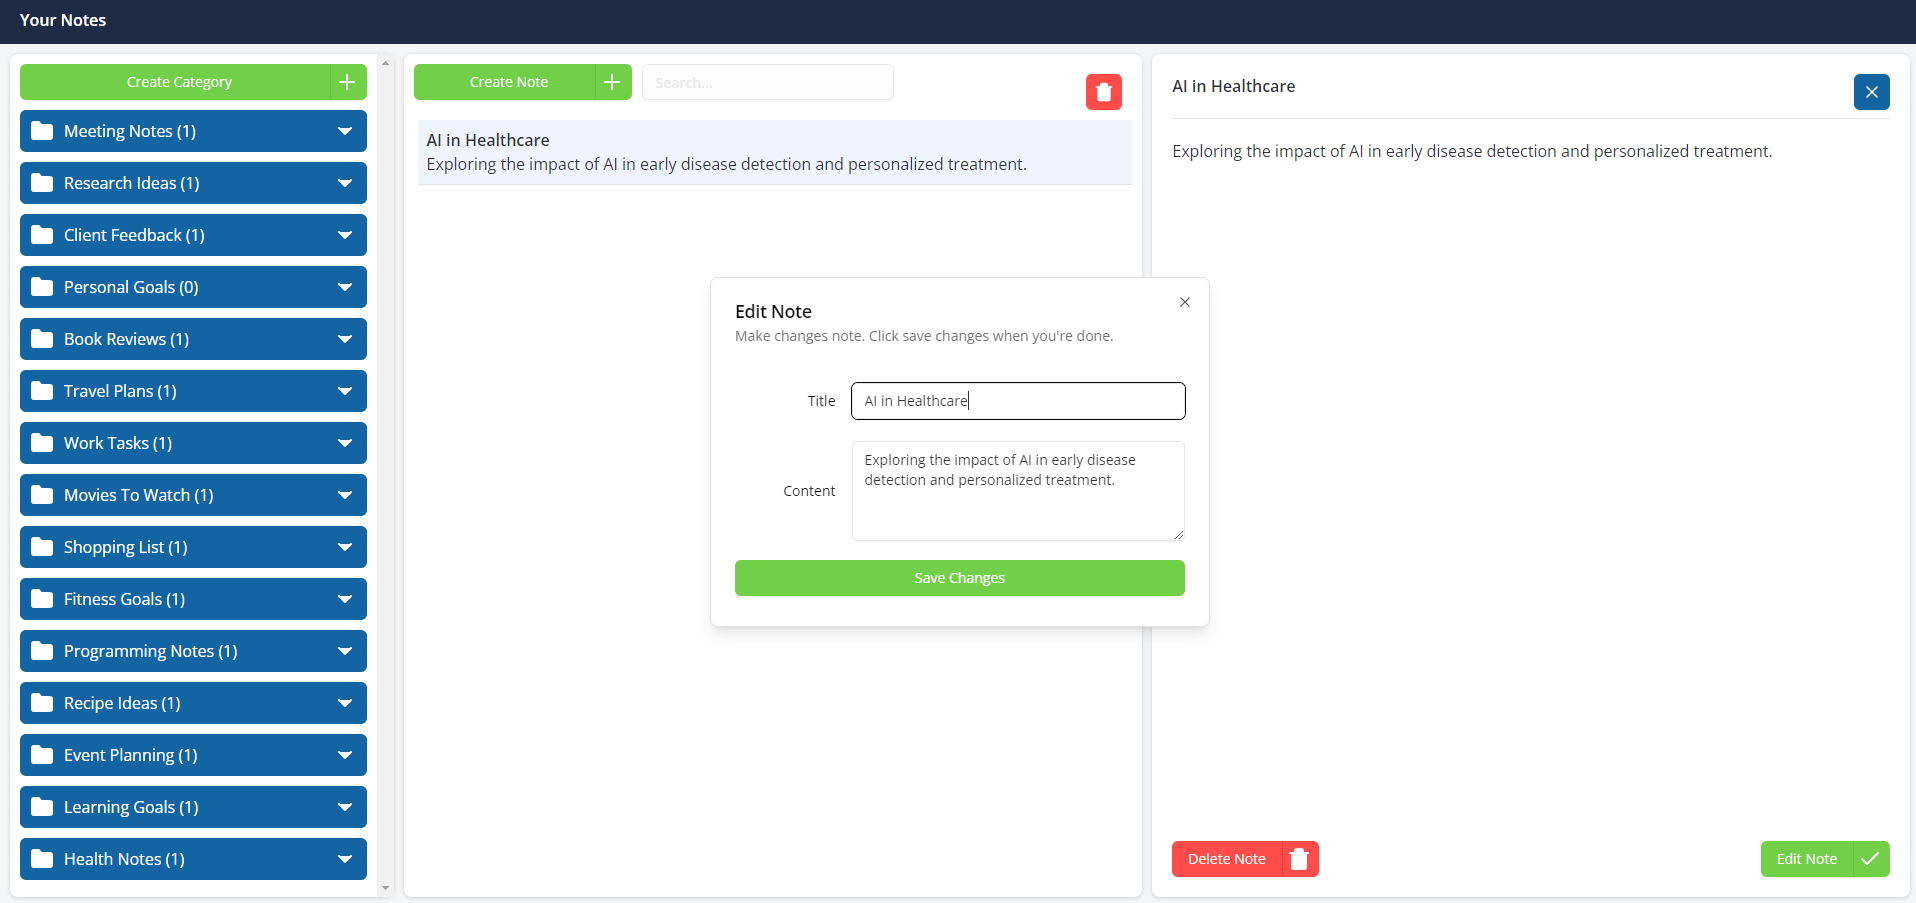 Your Notes
Create Category
Meeting Notes (1)
Research Ideas (1)
Client Feedback (1)
Personal Goals (0)
Book Reviews (1)
Travel Plans (1)
Work Tasks (1)
Movies To Watch (1)
Shopping List (1)
Fitness Goals (1)
Programming Notes (1)
Recipe Ideas (1)
Event Planning (1)
Learning Goals (1)
Health Notes (1)
Create Note
Search...
AI in Healthcare
Exploring the impact of AI in early disease detection and personalized treatment.
Edit Note
Make changes note. Click save changes when you're done.
Title
AI in Healthcare
Content
Exploring the impact of AI in early disease
detection and personalized treatment.
Save Changes
AI in Healthcare
Exploring the impact of AI in early disease detection and personalized treatment.
Delete Note
Edit Note